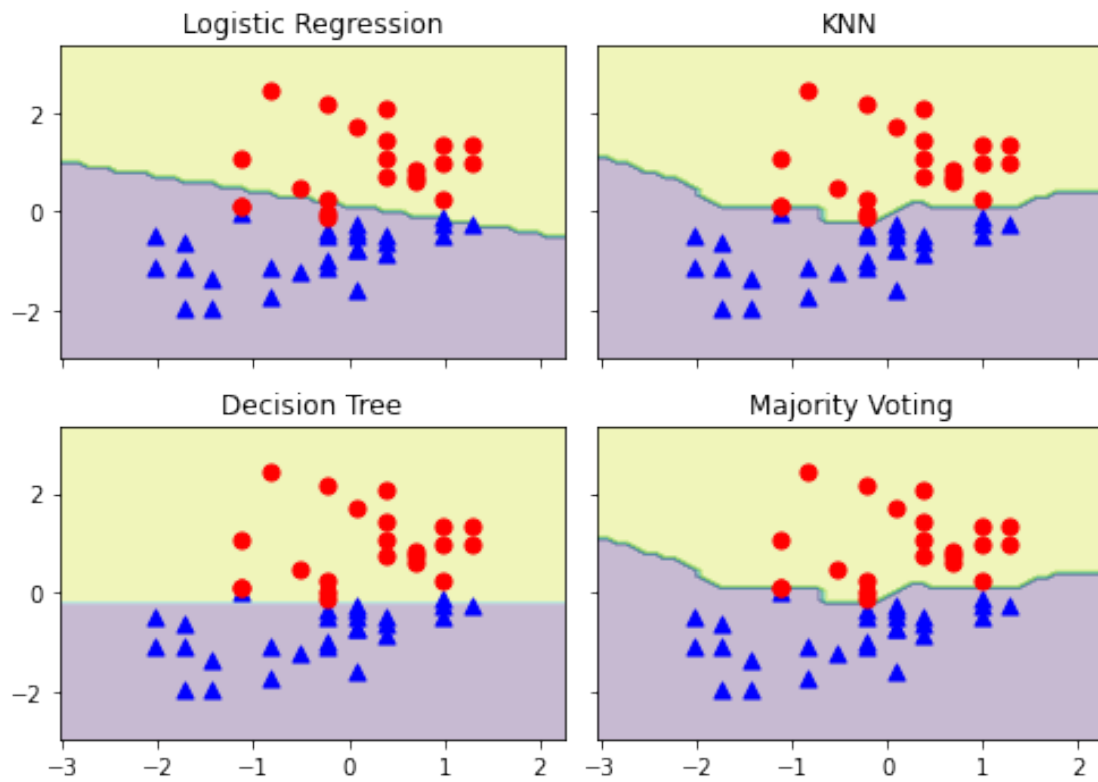 Logistic Regression
KNN
2
0
−2
Decision Tree
Majority Voting
2
0
−2
−3 −2 −1 0 1 2
−3 −2 −1 0 1 2